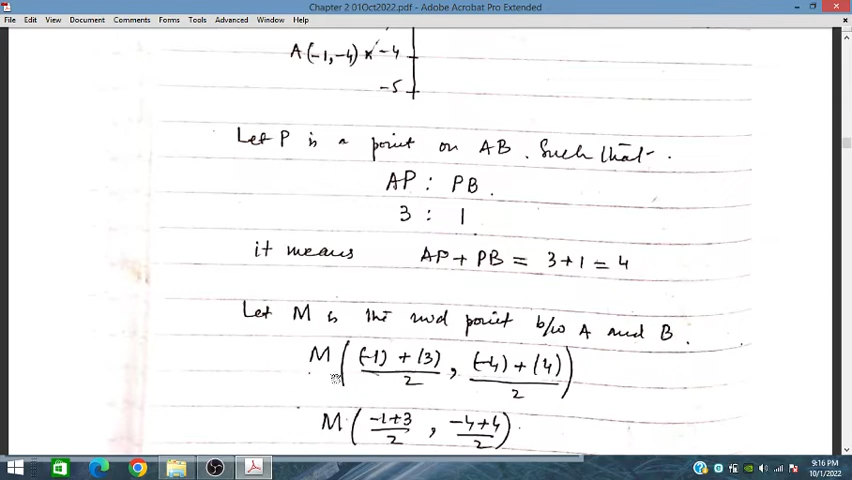 Chapter 2 01Oct2022.pdf - Adobe Acrobat Pro Extended
File Edit View Document Comments Forms Tools Advanced Window Help
A(-1,-4) × -4
-5
Let P is a point on AB. Such that.
AP : PB.
3 : 1
it means AP + PB = 3+1 = 4
Let M is the mid point b/w A and B.
M ( (-1) + (3) / 2 , (-4) + (4) / 2 )
M ( -1+3 / 2 , -4+4 / 2 )
9:16 PM
10/1/2022